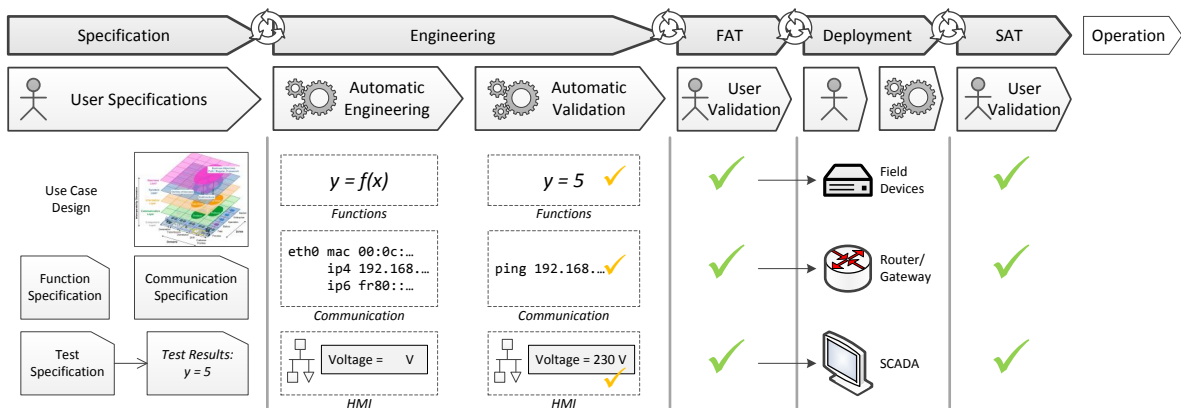 Specification
Engineering
FAT
Deployment
SAT
Operation
User Specifications
Automatic
Engineering
Automatic
Validation
User
Validation
User
Validation
Use Case
Design
Function
Specification
Communication
Specification
Test
Specification
Test Results:
y = 5
y = f(x)
Functions
eth0 mac 00:0c:…
ip4 192.168.…
ip6 fr80::…
Communication
Voltage = V
HMI
y = 5
Functions
ping 192.168.…
Communication
Voltage = 230 V
HMI
Field
Devices
Router/
Gateway
SCADA